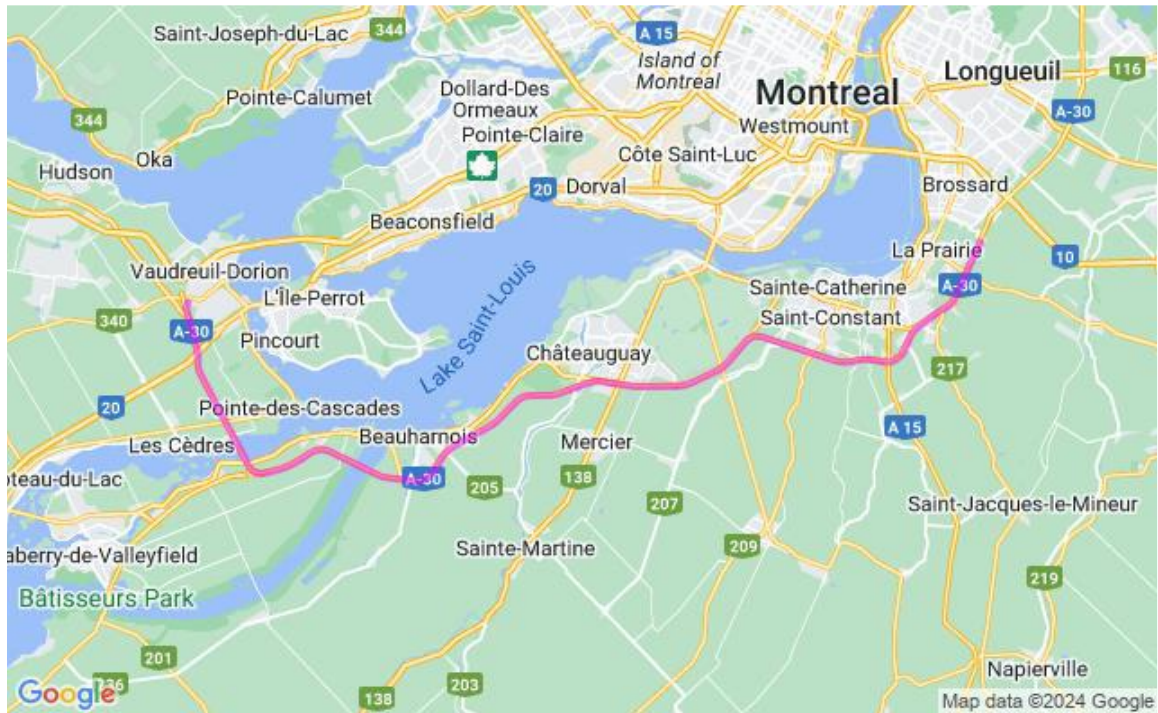 Saint-Joseph-du-Lac
344
A 15
Island of
Montreal
Longueuil
116
Pointe-Calumet
Dollard-Des
Ormeaux
Montreal
A-30
344
Pointe-Claire
Westmount
Oka
Côte Saint-Luc
Hudson
20
Dorval
Brossard
Beaconsfield
La Prairie
10
Vaudreuil-Dorion
L'Île-Perrot
Sainte-Catherine
A-30
340
A-30
Pincourt
Lake Saint-Louis
Saint-Constant
Châteauguay
217
20
Pointe-des-Cascades
Les Cèdres
Beauharnois
Mercier
A 15
oteau-du-Lac
A-30
205
138
207
Saint-Jacques-le-Mineur
aberry-de-Valleyfield
Sainte-Martine
209
219
Bâtisseurs Park
201
Napierville
Google
236
138
203
Map data ©2024 Google